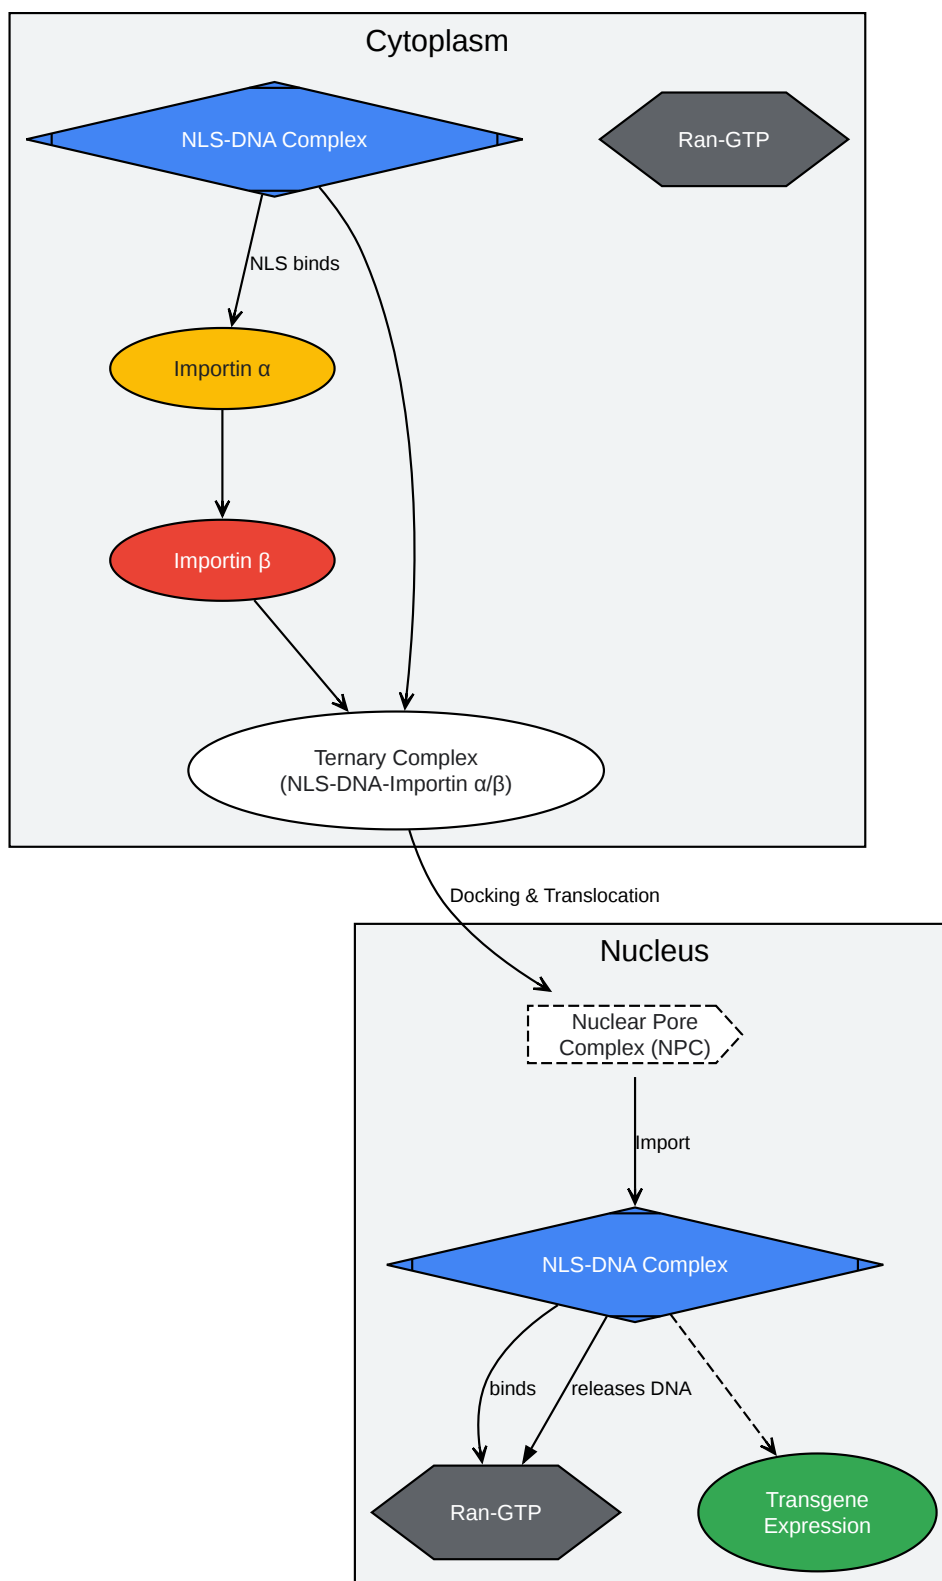 Cytoplasm
NLS-DNA Complex
Ran-GTP
NLS binds
Importin α
Importin β
Ternary Complex
(NLS-DNA-Importin α/β)
Docking & Translocation
Nucleus
Nuclear Pore
Complex (NPC)
Import
NLS-DNA Complex
binds
releases DNA
Ran-GTP
Transgene
Expression